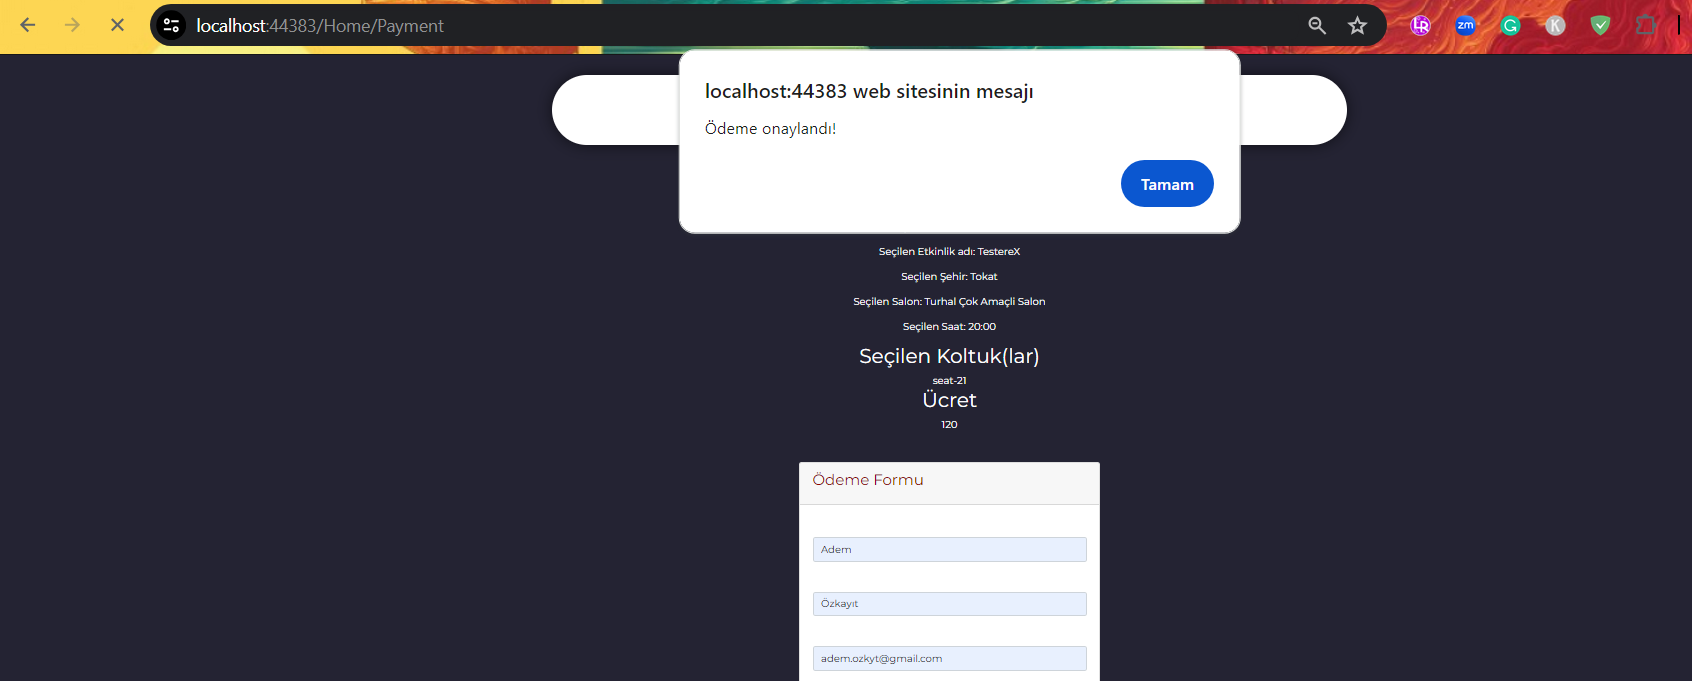 localhost:44383/Home/Payment
LR
zm
G
K
localhost:44383 web sitesinin mesajı
Ödeme onaylandı!
Tamam
Seçilen Etkinlik adı: TestereX
Seçilen Şehir: Tokat
Seçilen Salon: Turhal Çok Amaçli Salon
Seçilen Saat: 20:00
Seçilen Koltuk(lar)
seat-21
Ücret
120
Ödeme Formu
Adem
Özkayıt
adem.ozkyt@gmail.com